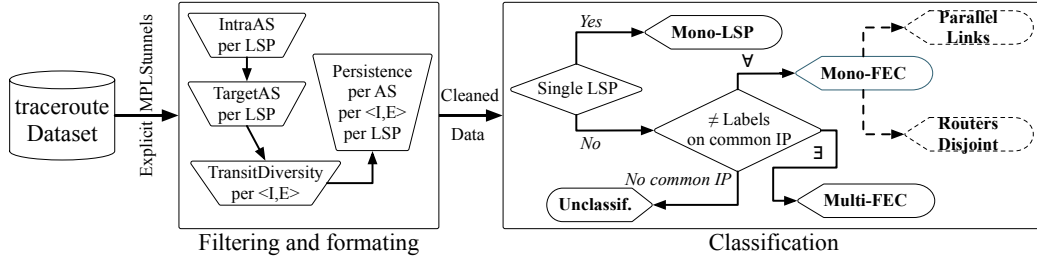 traceroute
Dataset
Explicit MPLStunnels
IntraAS
per LSP
TargetAS
per LSP
TransitDiversity
per <I,E>
Persistence
per AS
per <I,E>
per LSP
Filtering and formating
Cleaned
Data
Single LSP
Yes
No
Mono-LSP
≠ Labels
on common IP
∀
∃
No common IP
Unclassif.
Mono-FEC
Multi-FEC
Parallel
Links
Routers
Disjoint
Classification